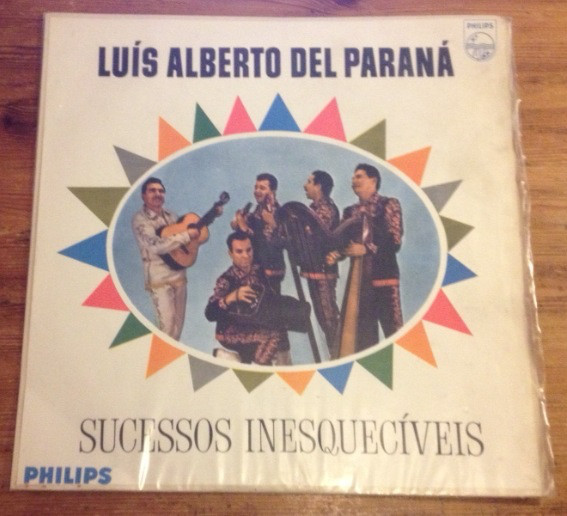 PHILIPS
LUÍS ALBERTO DEL PARANÁ
SUCESSOS INESQUECÍVEIS
PHILIPS